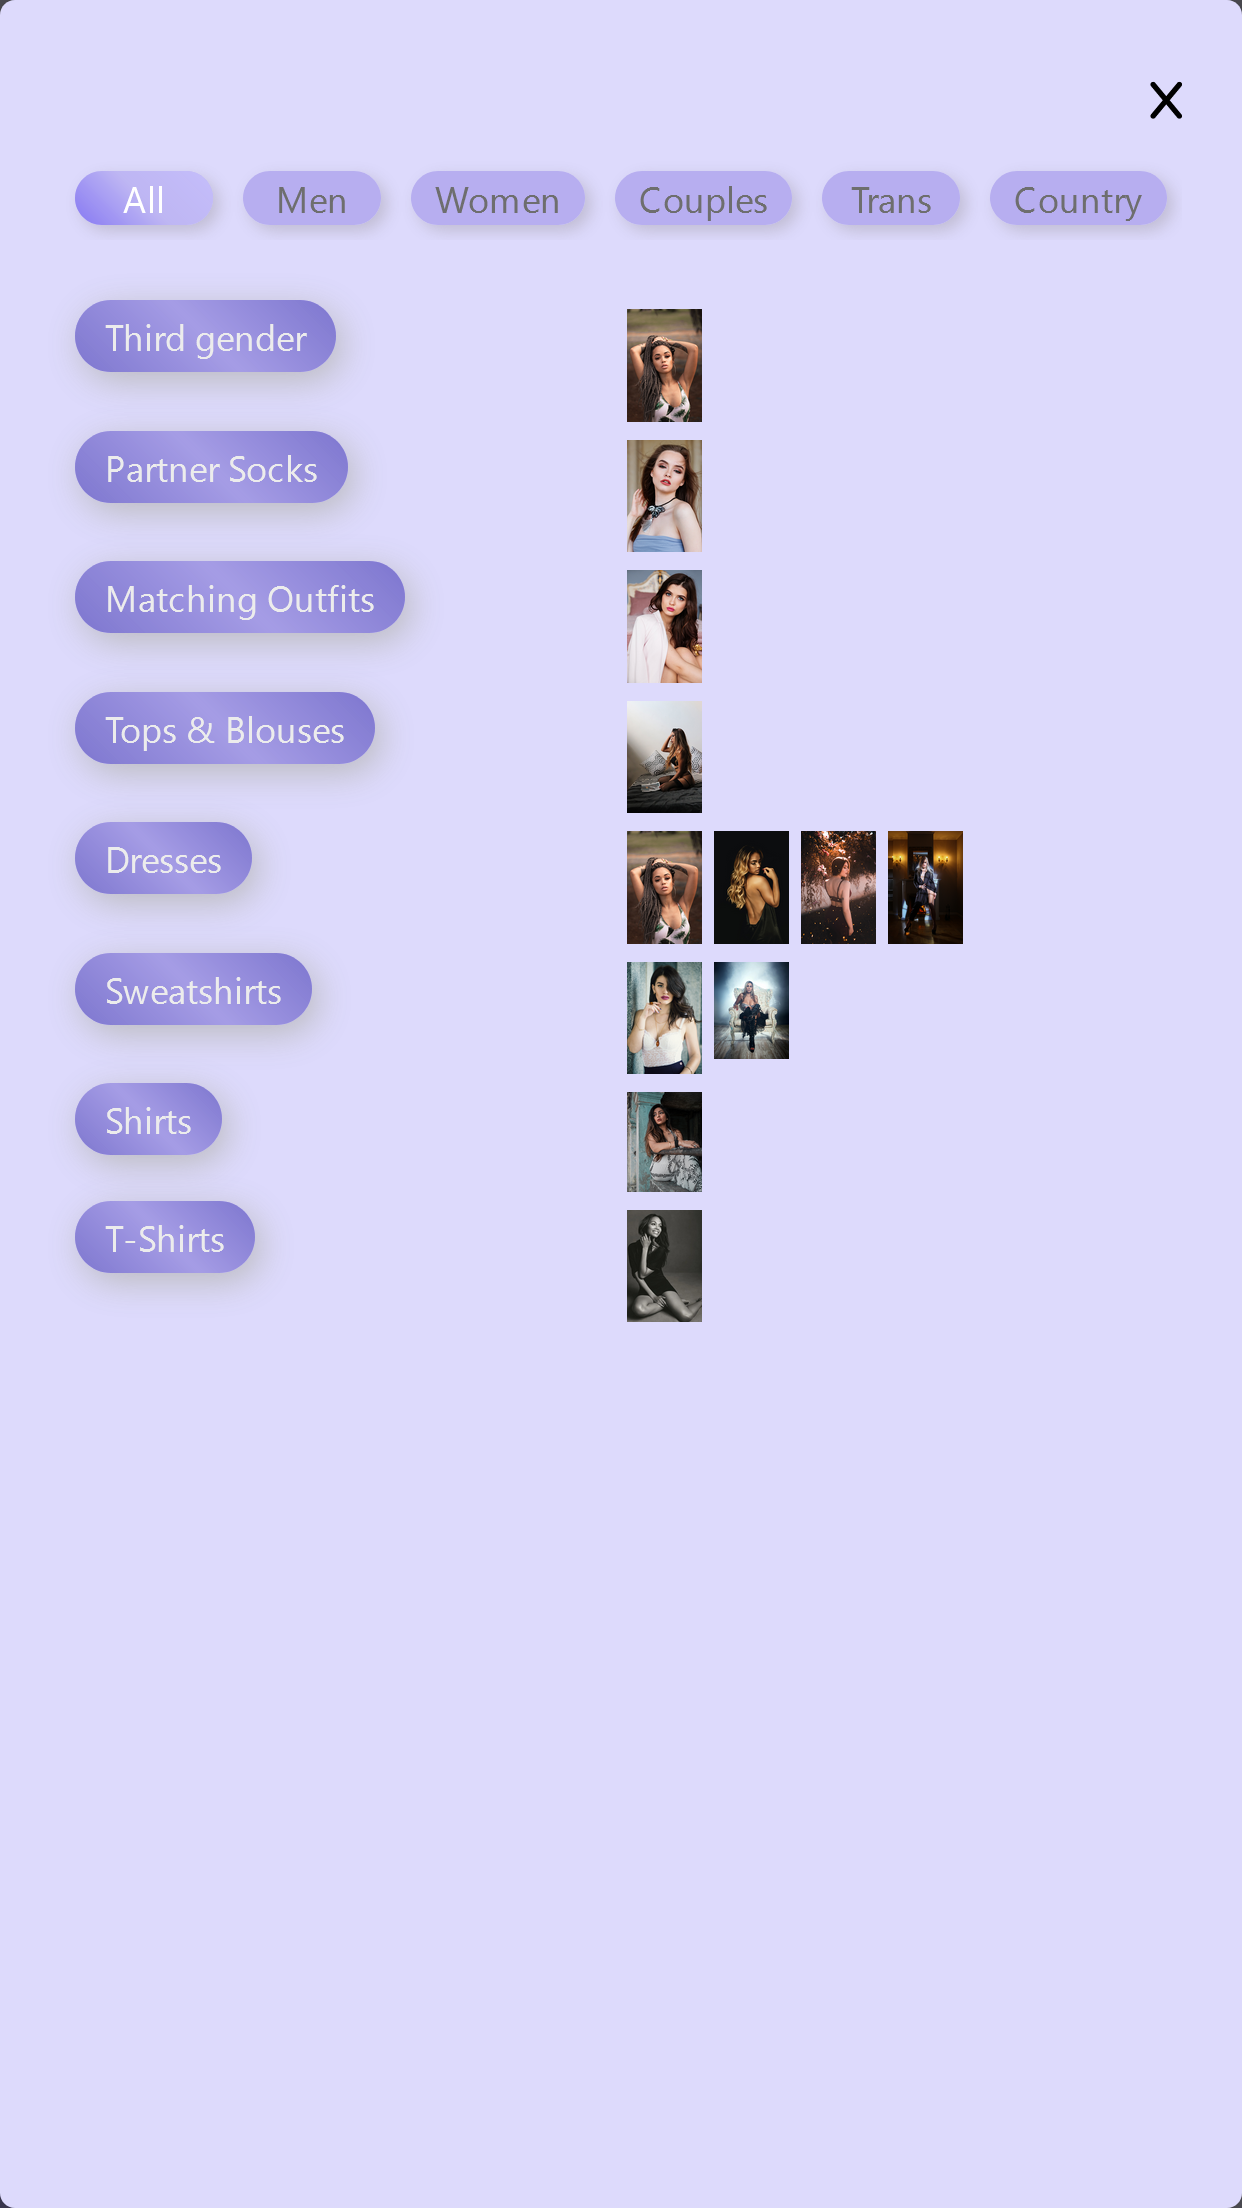 X
All Men Women Couples Trans Country
Third gender
Partner Socks
Matching Outfits
Tops & Blouses
Dresses
Sweatshirts
Shirts
T-Shirts